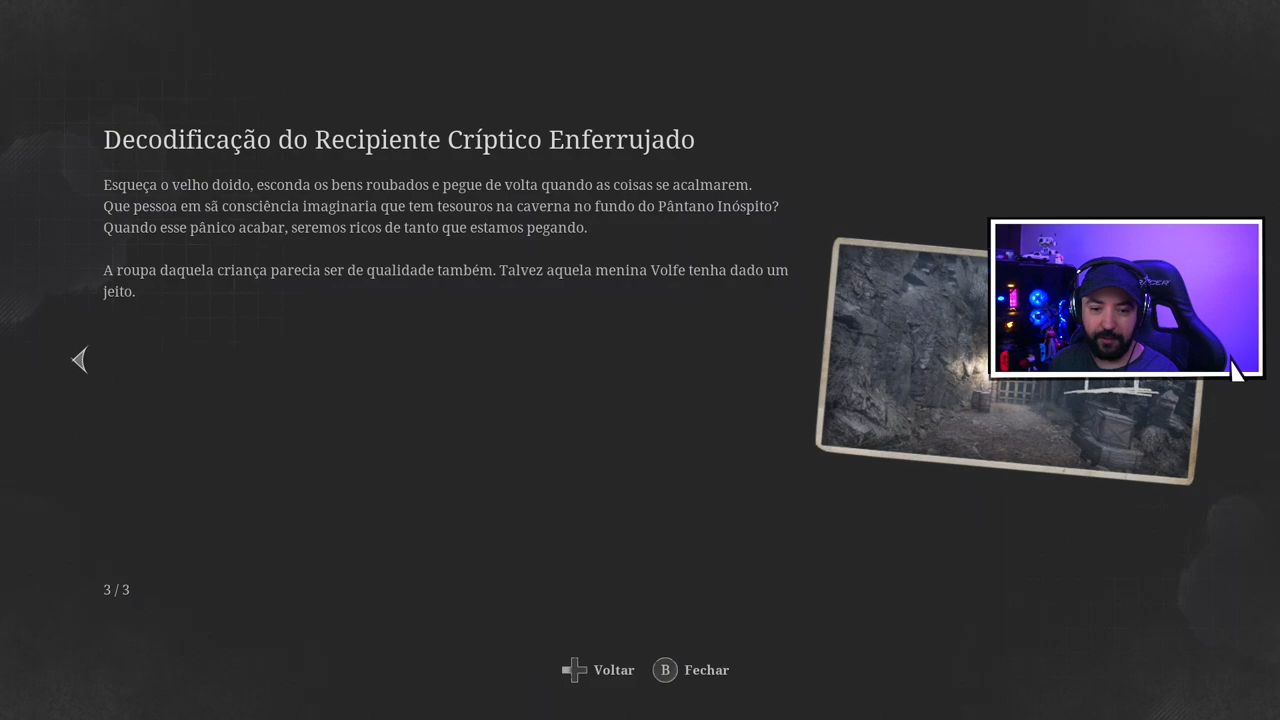 Decodificação do Recipiente Críptico Enferrujado
Esqueça o velho doido, esconda os bens roubados e pegue de volta quando as coisas se acalmarem.
Que pessoa em sã consciência imaginaria que tem tesouros na caverna no fundo do Pântano Inóspito?
Quando esse pânico acabar, seremos ricos de tanto que estamos pegando.
A roupa daquela criança parecia ser de qualidade também. Talvez aquela menina Volfe tenha dado um
jeito.
3 / 3
Voltar
B Fechar